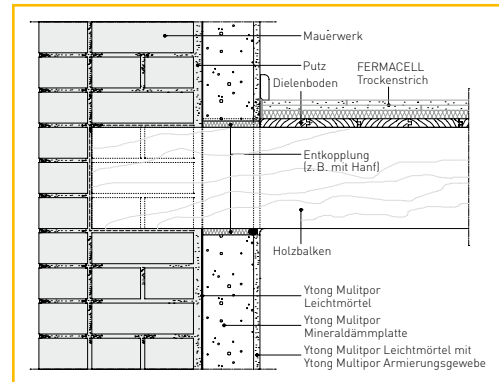 Mauerwerk
Putz
Dielenboden
FERMACELL
Trockenstrich
Entkopplung
(z. B. mit Hanf)
Holzbalken
Ytong Mulitpor
Leichtmörtel
Ytong Mulitpor
Mineraldämmplatte
Ytong Mulitpor Leichtmörtel mit
Ytong Multipor Armierungsgewebe